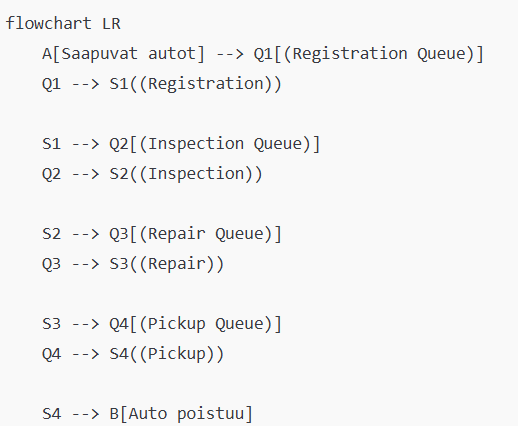 flowchart LR
A[Saapuvat autot] --> Q1[(Registration Queue)]
Q1 --> S1((Registration))
S1 --> Q2[(Inspection Queue)]
Q2 --> S2((Inspection))
S2 --> Q3[(Repair Queue)]
Q3 --> S3((Repair))
S3 --> Q4[(Pickup Queue)]
Q4 --> S4((Pickup))
S4 --> B[Auto poistuu]